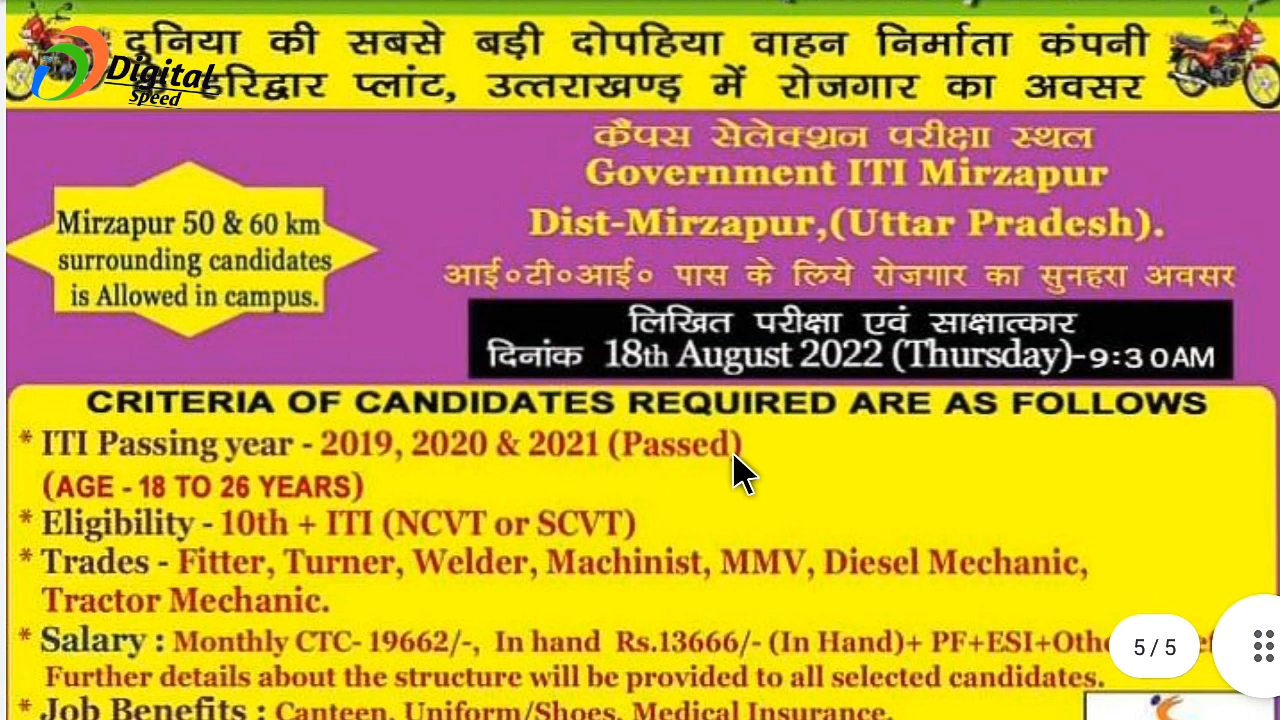 दुनिया की सबसे बड़ी दोपहिया वाहन निर्माता कंपनी
हरिद्वार प्लांट, उत्तराखण्ड़ में रोजगार का अवसर
Digital
Speed
कैंपस सेलेक्शन परीक्षा स्थल
Government ITI Mirzapur
Dist-Mirzapur,(Uttar Pradesh).
Mirzapur 50 & 60 km
surrounding candidates
is Allowed in campus.
आई०टी०आई० पास के लिये रोजगार का सुनहरा अवसर
लिखित परीक्षा एवं साक्षात्कार
दिनांक 18th August 2022 (Thursday)-9:30AM
CRITERIA OF CANDIDATES REQUIRED ARE AS FOLLOWS
* ITI Passing year - 2019, 2020 & 2021 (Passed)
(AGE - 18 TO 26 YEARS)
* Eligibility - 10th + ITI (NCVT or SCVT)
* Trades - Fitter, Turner, Welder, Machinist, MMV, Diesel Mechanic,
Tractor Mechanic.
* Salary : Monthly CTC- 19662/-, In hand Rs.13666/- (In Hand)+ PF+ESI+
5 / 5
Further details about the structure will be provided to all selected candidates.
* Job Benefits : Canteen, Uniform/Shoes, Medical Insurance.